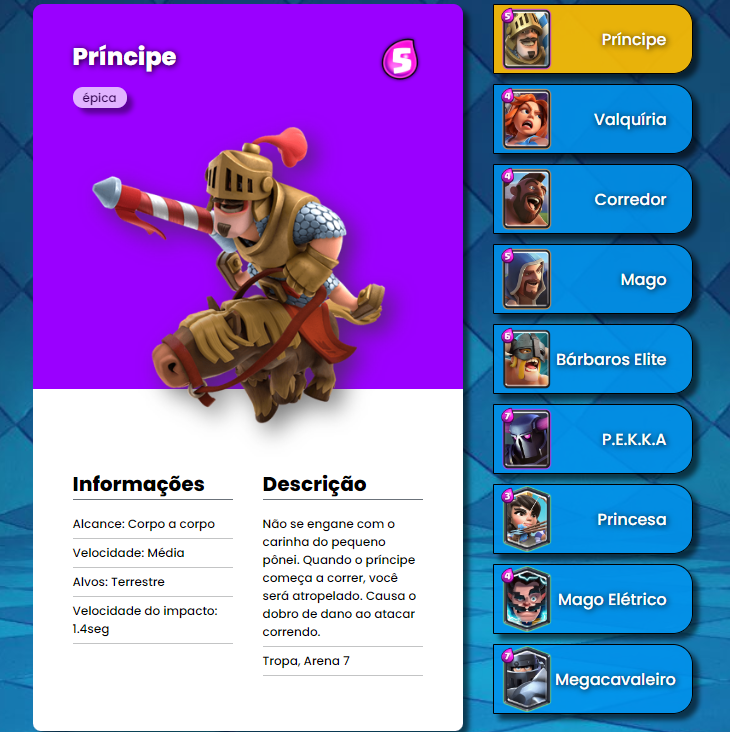 Príncipe
5
épica
Informações
Alcance: Corpo a corpo
Velocidade: Média
Alvos: Terrestre
Velocidade do impacto:
1.4seg
Descrição
Não se engane com o
carinha do pequeno
pônei. Quando o príncipe
começa a correr, você
será atropelado. Causa o
dobro de dano ao atacar
correndo.
Tropa, Arena 7
5
Príncipe
4
Valquíria
4
Corredor
5
Mago
6
Bárbaros Elite
7
P.E.K.K.A
3
Princesa
4
Mago Elétrico
7
Megacavaleiro